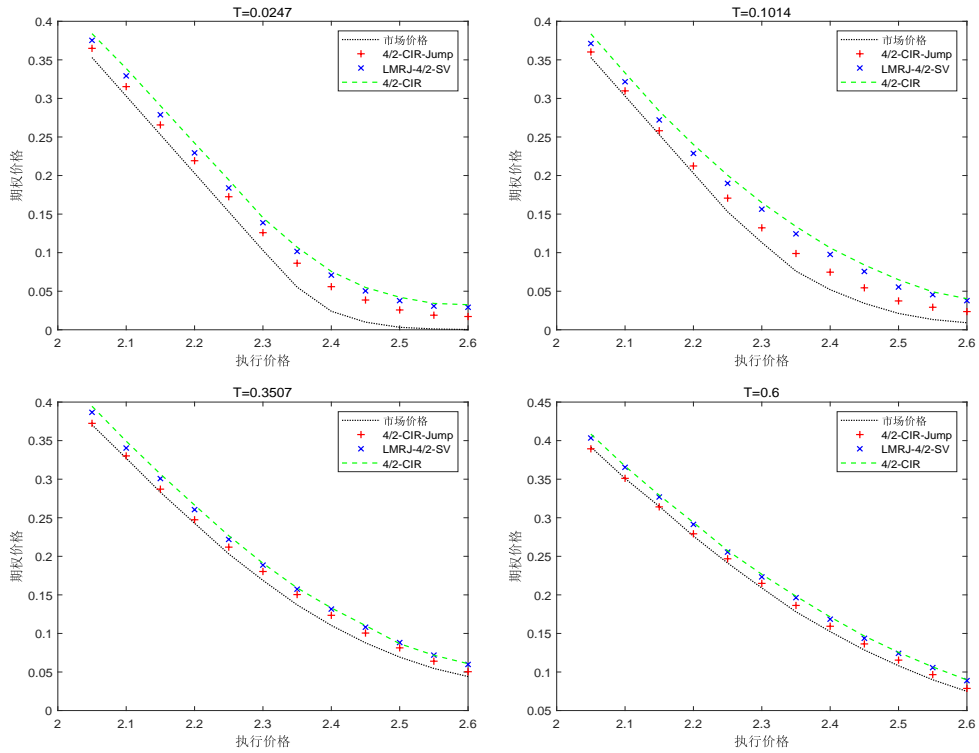 T=0.0247
0.4
0.35
0.3
0.25
0.2
0.15
0.1
0.05
0
2
2.1
2.2
2.3
2.4
2.5
2.6
期权价格
执行价格
市场价格
4/2-CIR-Jump
LMRJ-4/2-SV
4/2-CIR
T=0.1014
0.4
0.35
0.3
0.25
0.2
0.15
0.1
0.05
0
2
2.1
2.2
2.3
2.4
2.5
2.6
期权价格
执行价格
市场价格
4/2-CIR-Jump
LMRJ-4/2-SV
4/2-CIR
T=0.3507
0.4
0.35
0.3
0.25
0.2
0.15
0.1
0.05
0
2
2.1
2.2
2.3
2.4
2.5
2.6
期权价格
执行价格
市场价格
4/2-CIR-Jump
LMRJ-4/2-SV
4/2-CIR
T=0.6
0.45
0.4
0.35
0.3
0.25
0.2
0.15
0.1
0.05
2
2.1
2.2
2.3
2.4
2.5
2.6
期权价格
执行价格
市场价格
4/2-CIR-Jump
LMRJ-4/2-SV
4/2-CIR